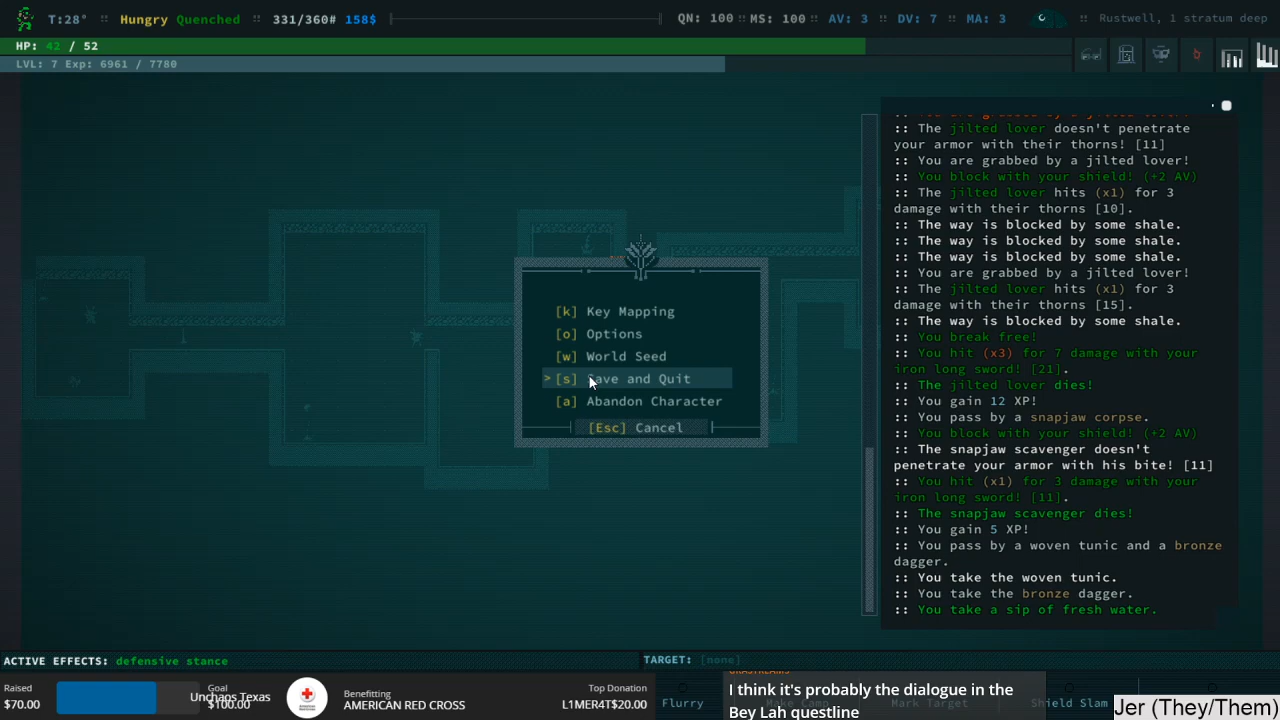 T:28° :: Hungry Quenched :: 331/360# 158$
QN: 100 :: MS: 100 :: AV: 3 :: DV: 7 :: MA: 3 :: Rustwell, 1 stratum deep
HP: 42 / 52
LVL: 7 Exp: 6961 / 7780
[k] Key Mapping
[o] Options
[w] World Seed
> [s] Save and Quit
[a] Abandon Character
[Esc] Cancel
:: You are grabbed by a jilted lover!
:: The jilted lover doesn't penetrate
your armor with their thorns! [11]
:: You are grabbed by a jilted lover!
:: You block with your shield! (+2 AV)
:: The jilted lover hits (x1) for 3
damage with their thorns [10].
:: The way is blocked by some shale.
:: The way is blocked by some shale.
:: The way is blocked by some shale.
:: You are grabbed by a jilted lover!
:: The jilted lover hits (x1) for 3
damage with their thorns [15].
:: The way is blocked by some shale.
:: You break free!
:: You hit (x3) for 7 damage with your
iron long sword! [21].
:: The jilted lover dies!
:: You gain 12 XP!
:: You pass by a snapjaw corpse.
:: You block with your shield! (+2 AV)
:: The snapjaw scavenger doesn't
penetrate your armor with his bite! [11]
:: You hit (x1) for 3 damage with your
iron long sword! [11].
:: The snapjaw scavenger dies!
:: You gain 5 XP!
:: You pass by a woven tunic and a bronze
dagger.
:: You take the woven tunic.
:: You take the bronze dagger.
:: You take a sip of fresh water.
ACTIVE EFFECTS: defensive stance
TARGET: [none]
Raised
$70.00
Goal
Unchaos Texas
Benefitting
AMERICAN RED CROSS
Top Donation
L1MER4T$20.00
Flurry
Make Camp
Mark Target
Shield Slam
think it's probably the dialogue in the
Bey Lah questline
Jer (They/Them)